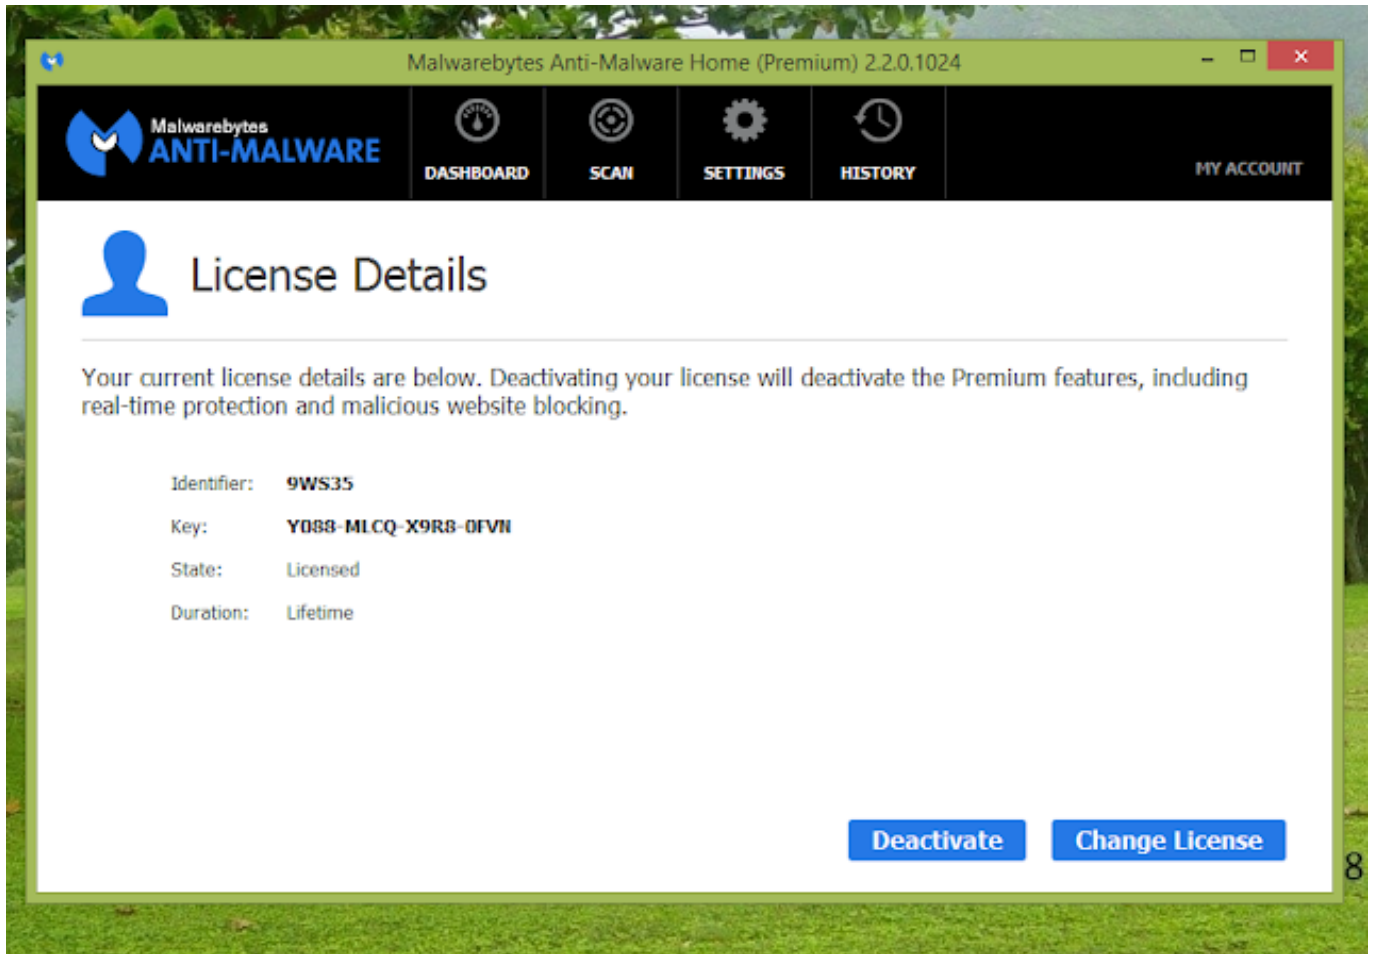 Malwarebytes Anti-Malware Home (Premium) 2.2.0.1024
Malwarebytes
ANTI-MALWARE
DASHBOARD
SCAN
SETTINGS
HISTORY
MY ACCOUNT
License Details
Your current license details are below. Deactivating your license will deactivate the Premium features, including
real-time protection and malicious website blocking.
Identifier: 9WS35
Key: Y088-MLCQ-X9R8-0FVN
State: Licensed
Duration: Lifetime
Deactivate
Change License
8